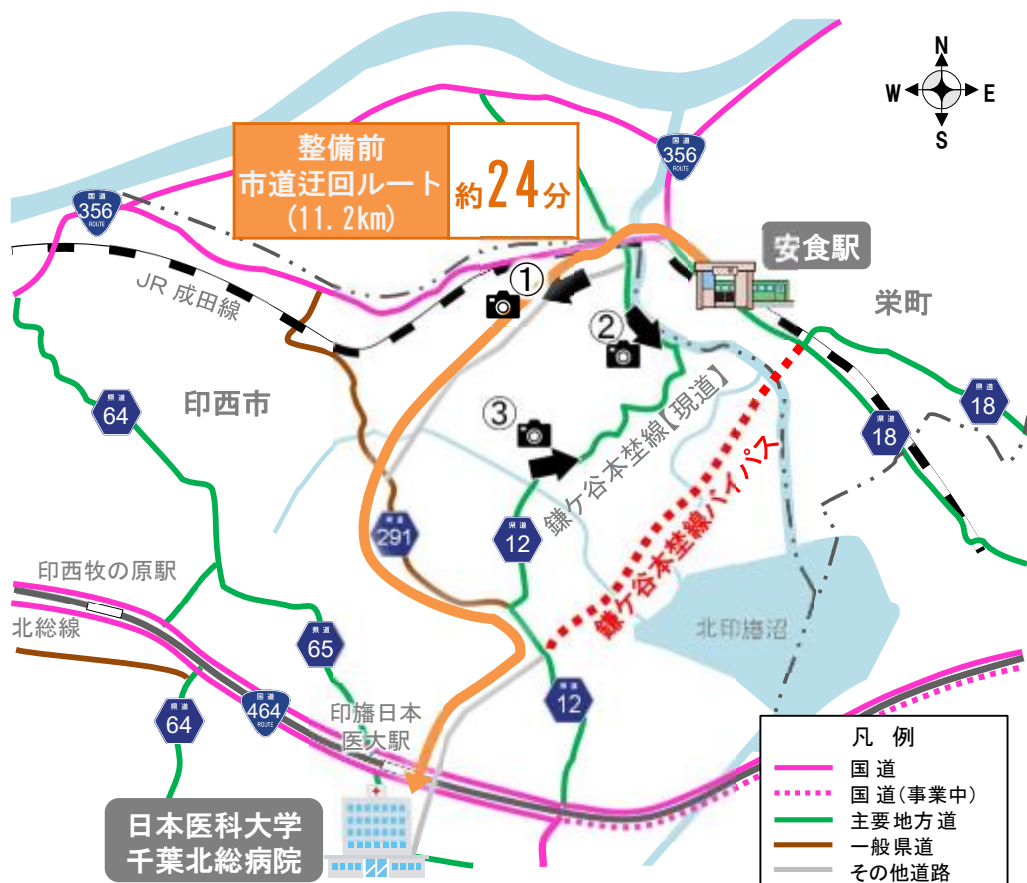 N
W
E
S
整備前
市道迂回ルート
(11.2km)
約24分
国道
356
ROUTE
国道
356
ROUTE
安食駅
栄町
JR 成田線
①
②
③
印西市
県道
64
県道
18
県道
18
鎌ケ谷本埜線【現道】
鎌ケ谷本埜線バイパス
県道
291
県道
12
印西牧の原駅
北総線
北印旛沼
県道
65
県道
64
国道
464
ROUTE
印旛日本
医大駅
県道
12
日本医科大学
千葉北総病院
凡 例
国道
国道(事業中)
主要地方道
一般県道
その他道路